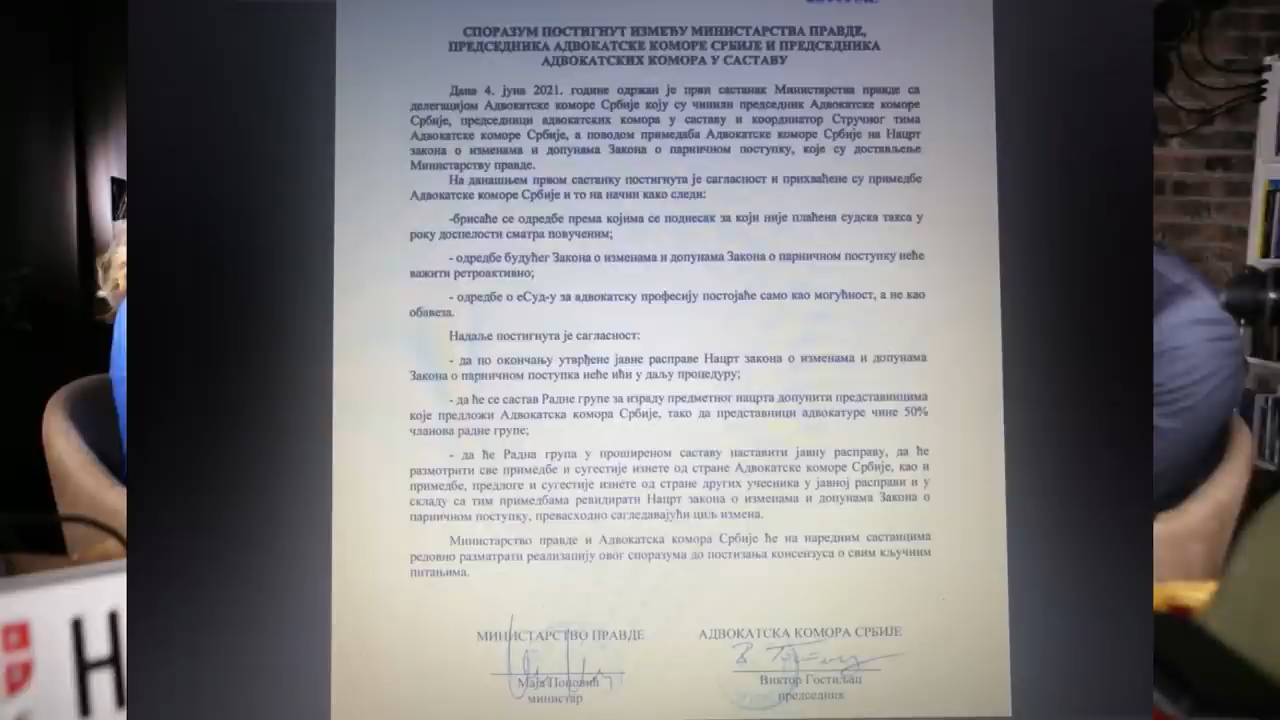 СПОРАЗУМ ПОСТИГНУТ ИЗМЕЂУ МИНИСТАРСТВА ПРАВДЕ,
ПРЕДСЕДНИКА АДВОКАТСКЕ КОМОРЕ СРБИЈЕ И ПРЕДСЕДНИКА
АДВОКАТСКИХ КОМОРА У САСТАВУ
Дана 4. јуна 2021. године одржан је први састанак Министарства правде са
делегацијом Адвокатске коморе Србије коју су чинили председник Адвокатске коморе
Србије, председници адвокатских комора у саставу и координатор Стручног тима
Адвокатске коморе Србије, а поводом примедаба Адвокатске коморе Србије на Нацрт
закона о изменама и допунама Закона о парничном поступку, које су достављење
Министарству правде.
На данашњем првом састанку постигнута је сагласност и прихваћене су примедбе
Адвокатске коморе Србије и то на начин како следи:
-брисаће се одредбе према којима се поднесак за који није плаћена судска такса у
року доспелости сматра повученим;
- одредбе будућег Закона о изменама и допунама Закона о парничном поступку неће
важити ретроактивно;
- одредбе о еСуд-у за адвокатску професију постојаће само као могућност, а не као
обавеза.
Надаље постигнута је сагласност:
- да по окончању утврђене јавне расправе Нацрт закона о изменама и допунама
Закона о парничном поступка неће ићи у даљу процедуру;
- да ће се састав Радне групе за израду предметног нацрта допунити представницима
које предложи Адвокатска комора Србије, тако да представници адвокатуре чине 50%
чланова радне групе;
- да ће Радна група у проширеном саставу наставити јавну расправу, да ће
размотрити све примедбе и сугестије изнете од стране Адвокатске коморе Србије, као и
примедбе, предлоге и сугестије изнете од стране других учесника у јавној расправи и у
складу са тим примедбама ревидирати Нацрт закона о изменама и допунама Закона о
парничном поступку, превасходно сагледавајући циљ измена.
Министарство правде и Адвокатска комора Србије ће на наредним састанцима
редовно разматрати реализацију овог споразума до постизања консензуса о свим кључним
питањима.
МИНИСТАРСТВО ПРАВДЕ
АДВОКАТСКА КОМОРА СРБИЈЕ
Маја Поповић
министар
Виктор Гостиљац
председник
Н